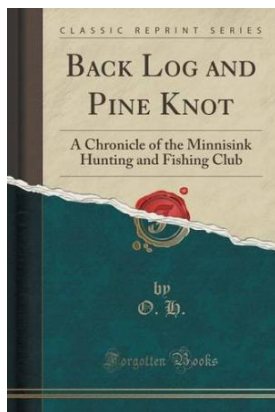 CLASSIC REPRINT SERIES
BACK LOG AND
PINE KNOT
A Chronicle of the Minnisink
Hunting and Fishing Club
by
O. H.
Forgotten Books